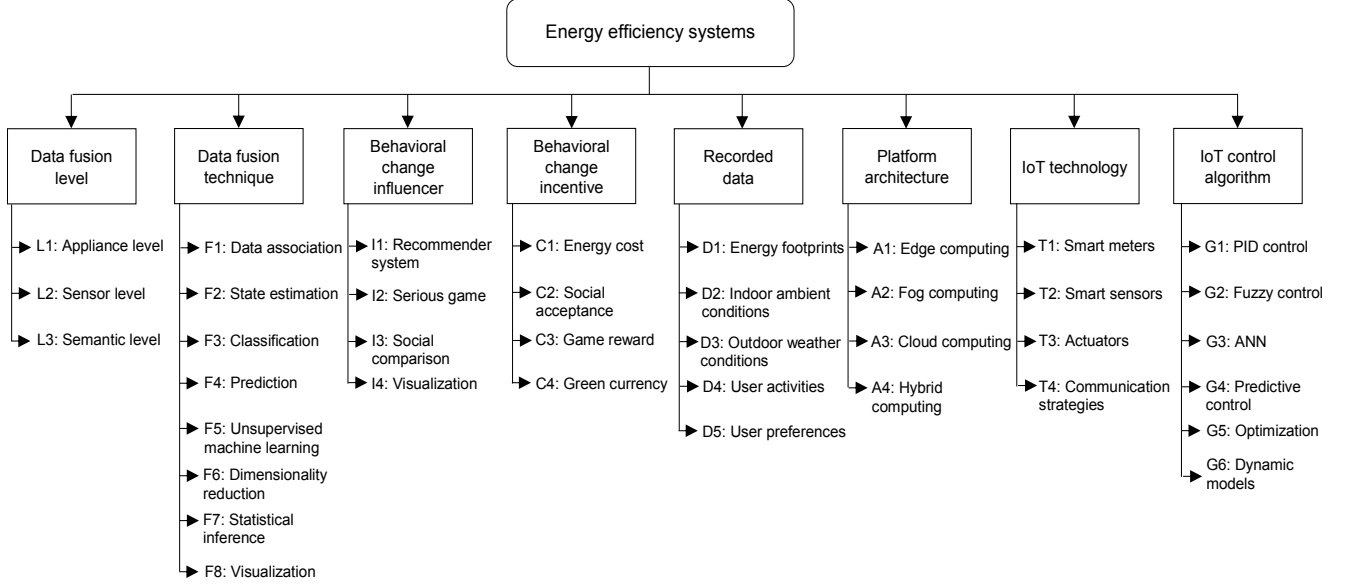 Energy efficiency systems
Data fusion
level
L1: Appliance level
L2: Sensor level
L3: Semantic level
Data fusion
technique
F1: Data association
F2: State estimation
F3: Classification
F4: Prediction
F5: Unsupervised
machine learning
F6: Dimensionality
reduction
F7: Statistical
inference
F8: Visualization
Behavioral
change
influencer
I1: Recommender
system
I2: Serious game
I3: Social
comparison
I4: Visualization
Behavioral
change
incentive
C1: Energy cost
C2: Social
acceptance
C3: Game reward
C4: Green currency
Recorded
data
D1: Energy footprints
D2: Indoor ambient
conditions
D3: Outdoor weather
conditions
D4: User activities
D5: User preferences
Platform
architecture
A1: Edge computing
A2: Fog computing
A3: Cloud computing
A4: Hybrid
computing
IoT technology
T1: Smart meters
T2: Smart sensors
T3: Actuators
T4: Communication
strategies
IoT control
algorithm
G1: PID control
G2: Fuzzy control
G3: ANN
G4: Predictive
control
G5: Optimization
G6: Dynamic
models